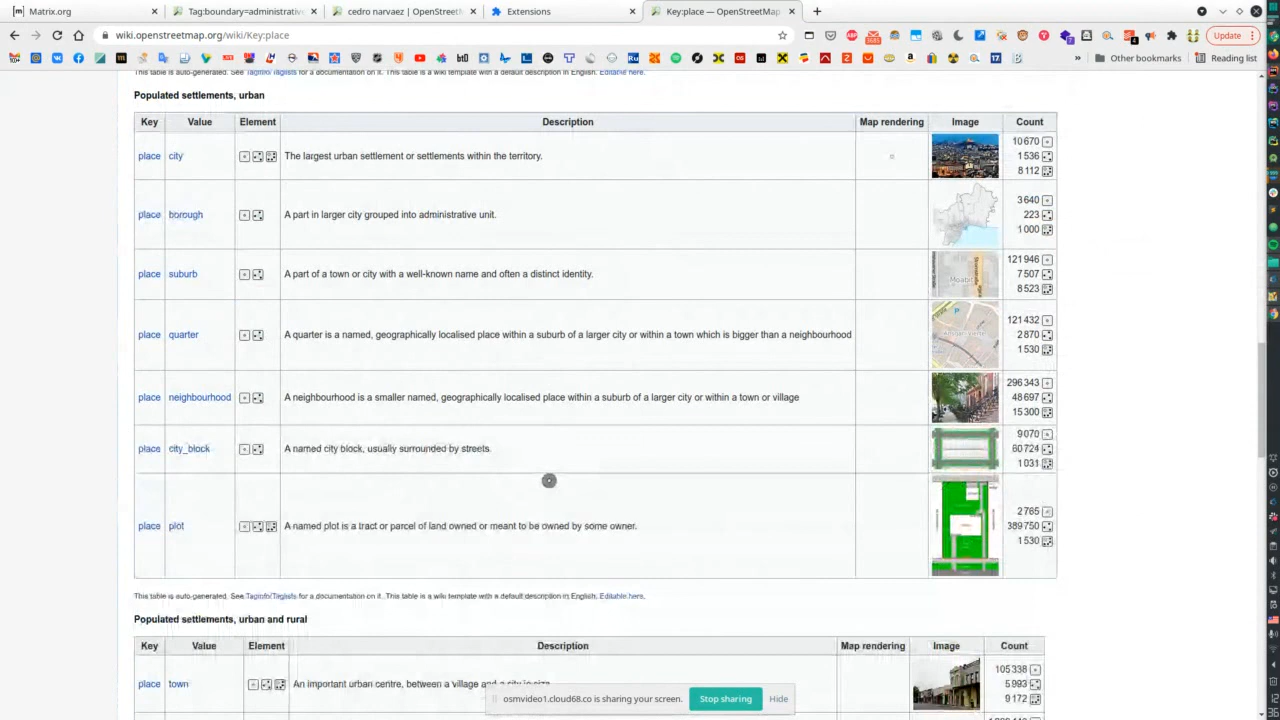 Matrix.org
Tag:boundary=administrativ
cedro narvaez | OpenStreetM
Extensions
Key:place — OpenStreetMap
wiki.openstreetmap.org/wiki/Key:place
Update
Other bookmarks
Reading list
This table is auto-generated. See Taginfo/Taglists for a documentation on it. This table is a wiki template with a default description in English. Editable here.
Populated settlements, urban
Key Value Element Description Map rendering Image Count
place city The largest urban settlement or settlements within the territory. 10 670
1 536
8 112
place borough A part in larger city grouped into administrative unit. 3 640
223
1 000
place suburb A part of a town or city with a well-known name and often a distinct identity. Moabit 121 946
7 507
8 523
place quarter A quarter is a named, geographically localised place within a suburb of a larger city or within a town which is bigger than a neighbourhood 121 432
2 870
1 530
place neighbourhood A neighbourhood is a smaller named, geographically localised place within a suburb of a larger city or within a town or village 296 343
48 697
15 300
place city_block A named city block, usually surrounded by streets. 9 070
60 724
1 031
place plot A named plot is a tract or parcel of land owned or meant to be owned by some owner. 2 765
389 750
1 530
This table is auto-generated. See Taginfo/Taglists for a documentation on it. This table is a wiki template with a default description in English. Editable here.
Populated settlements, urban and rural
Key Value Element Description Map rendering Image Count
place town An important urban centre, between a village and a city in size. 105 338
5 993
9 172
osmvideo1.cloud68.co is sharing your screen. Stop sharing Hide
12
36